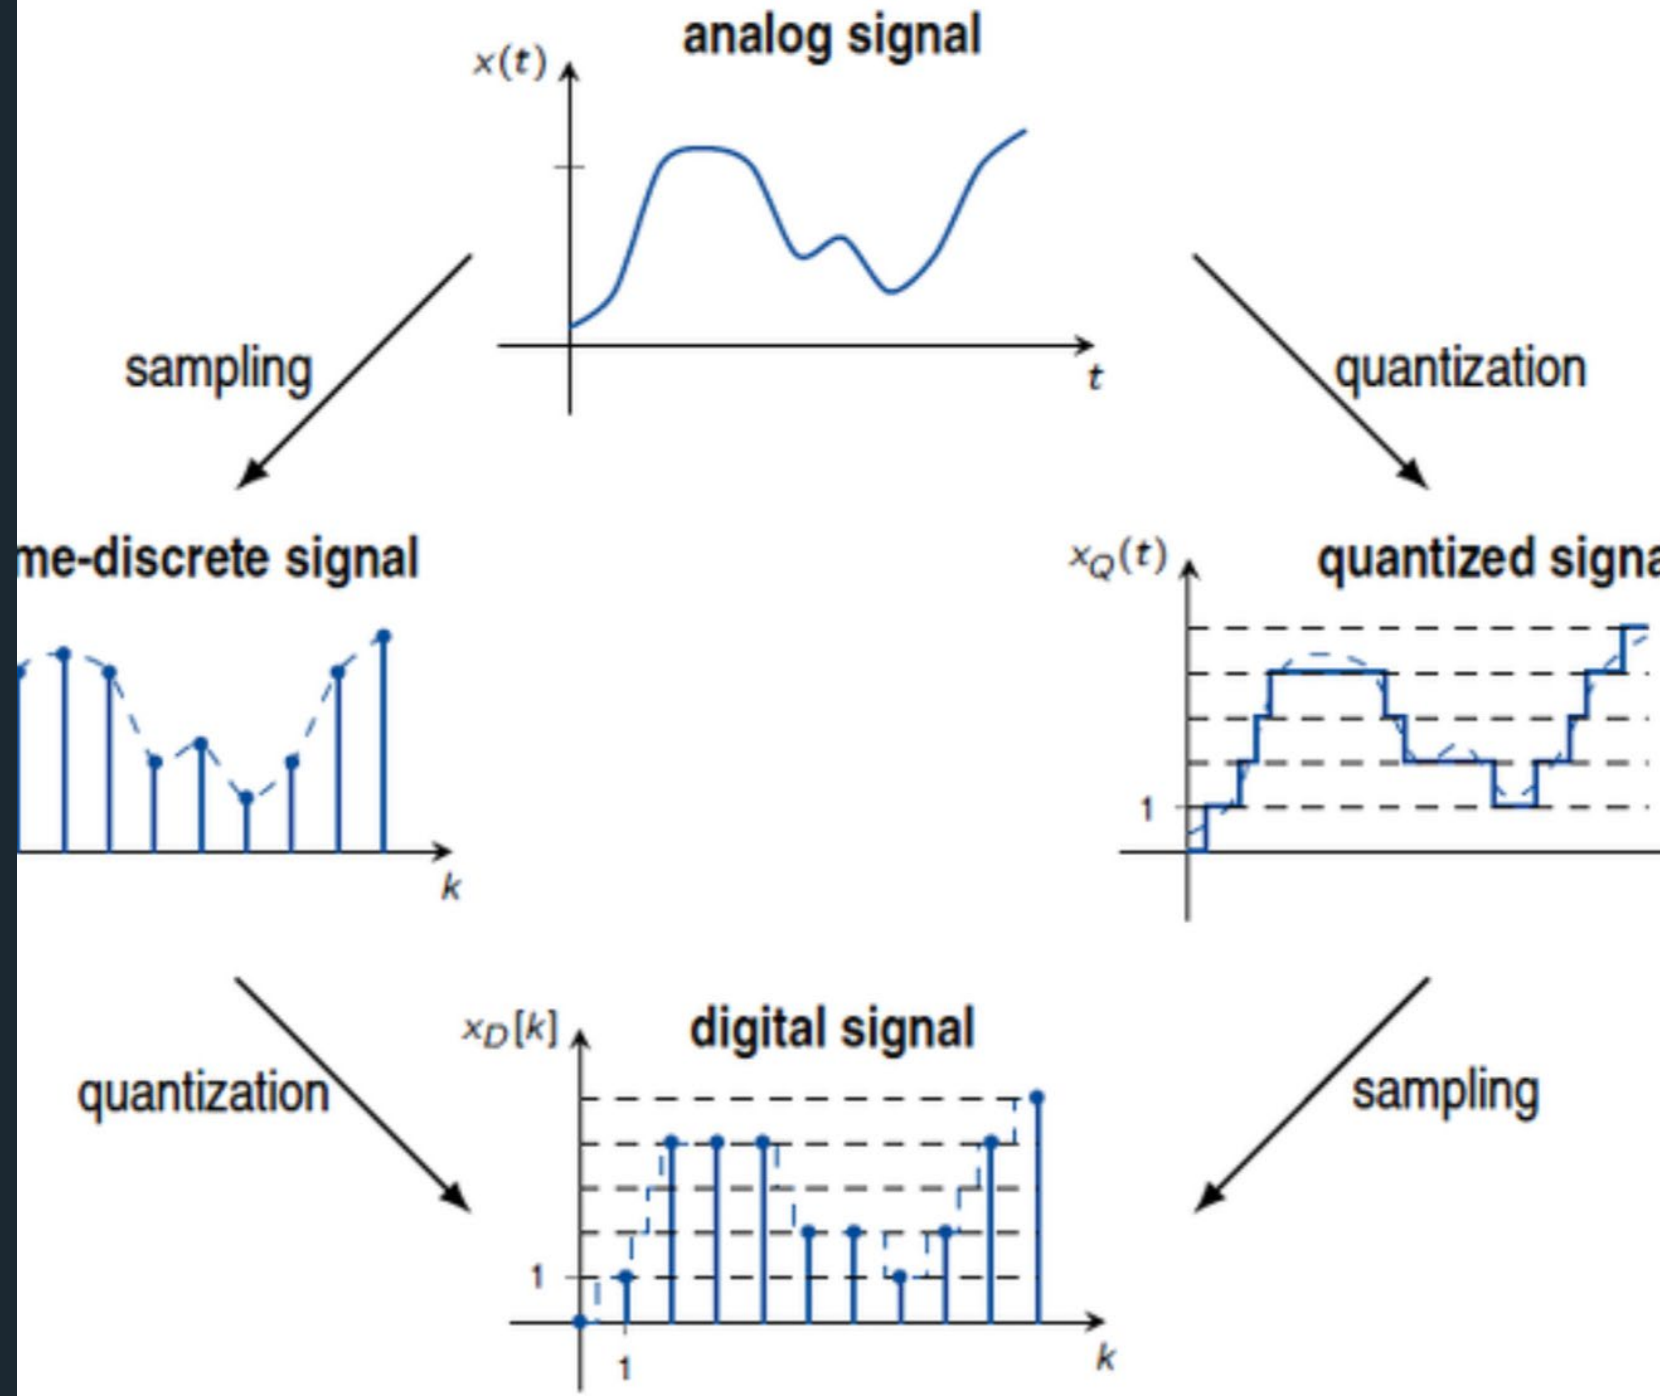 analog signal
x(t)
t
sampling
quantization
me-discrete signal
k
x_Q(t)
quantized signa
1
quantization
x_D[k]
digital signal
sampling
1
1
k